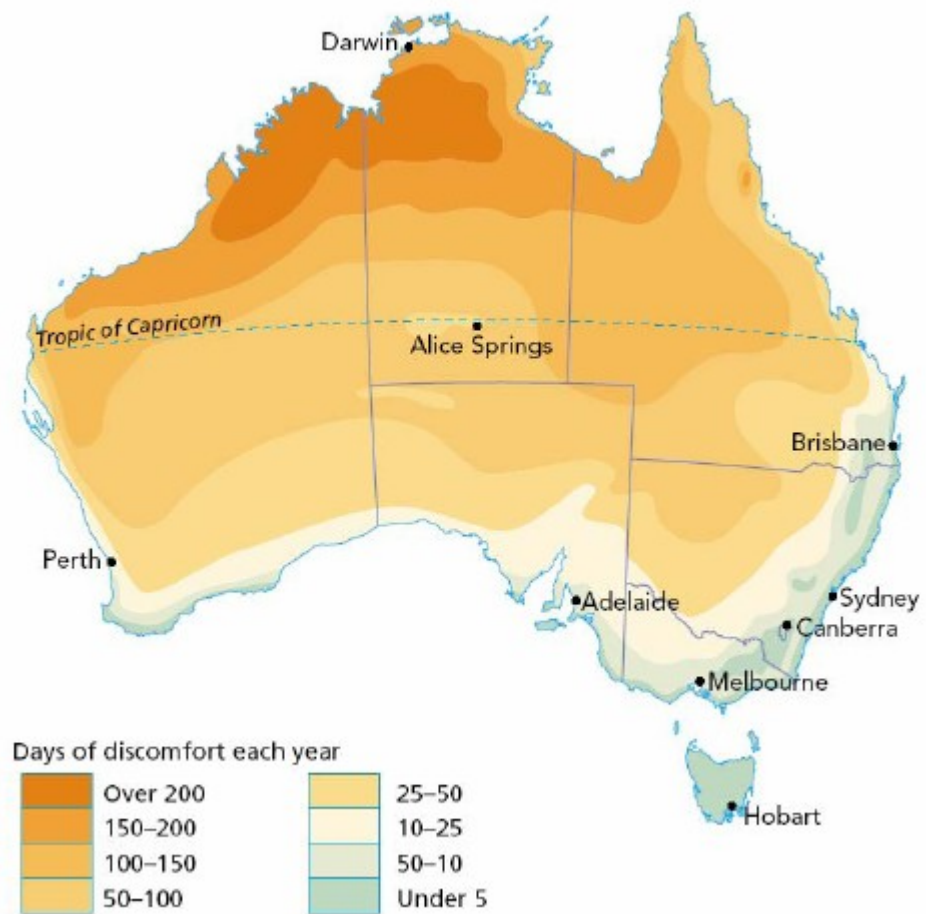 Darwin
Tropic of Capricorn
Alice Springs
Brisbane
Perth
Adelaide
Sydney
Canberra
Melbourne
Hobart
Days of discomfort each year
Over 200
150–200
100–150
50–100
25–50
10–25
50–10
Under 5